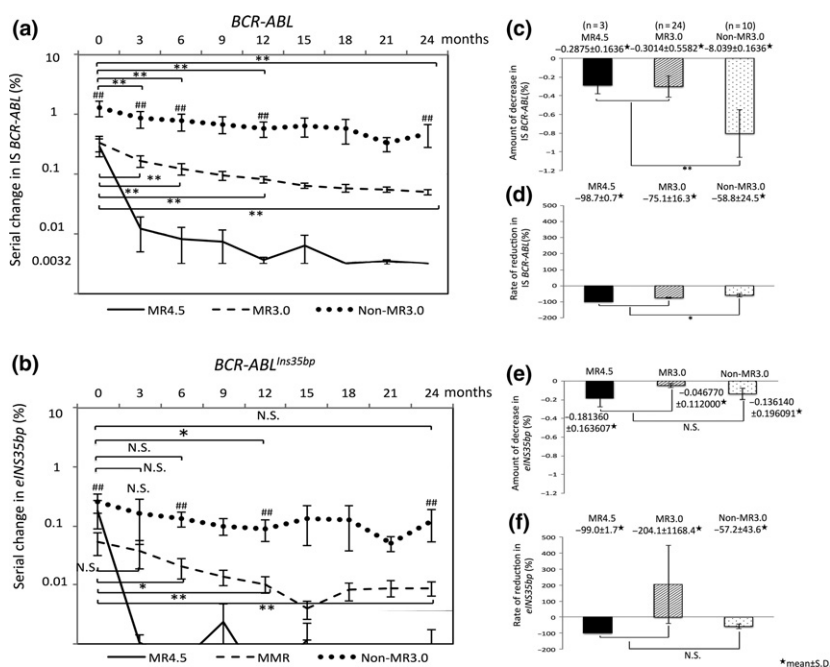 (a)
BCR-ABL
0 3 6 9 12 15 18 21 24 months
Serial change in IS BCR-ABL (%)
10
1
0.1
0.01
0.0032
**
**
**
**
## ## ## ## ##
**
**
**
**
MR4.5 MR3.0 Non-MR3.0
(b)
BCR-ABL Ins35bp
0 3 6 9 12 15 18 21 24 months
Serial change in eINS35bp (%)
10
1
0.1
0.01
N.S.
*
N.S.
N.S.
N.S.
## ## ## ##
N.S.
*
**
**
MR4.5 MMR Non-MR3.0
(c)
(n = 3) (n = 24) (n = 10)
MR4.5 MR3.0 Non-MR3.0
−0.2875±0.1636★ −0.3014±0.5582★ −8.039±0.1636★
Amount of decrease in
IS BCR-ABL(%)
0
−0.2
−0.4
−0.6
−0.8
−1
−1.2
**
(d)
MR4.5 MR3.0 Non-MR3.0
−98.7±0.7★ −75.1±16.3★ −58.8±24.5★
Rate of reduction in
IS BCR-ABL(%)
500
400
300
200
100
0
−100
−200
*
(e)
MR4.5 MR3.0 Non-MR3.0
Amount of decrease in
eINS35bp (%)
0
−0.2
−0.4
−0.6
−0.8
−1
−1.2
−0.181360
±0.163607★
−0.046770
±0.112000★
−0.136140
±0.196091★
N.S.
(f)
MR4.5 MR3.0 Non-MR3.0
−99.0±1.7★ −204.1±1168.4★ −57.2±43.6★
Rate of reduction in
eINS35bp (%)
500
400
300
200
100
0
−100
−200
N.S.
★mean±S.D.